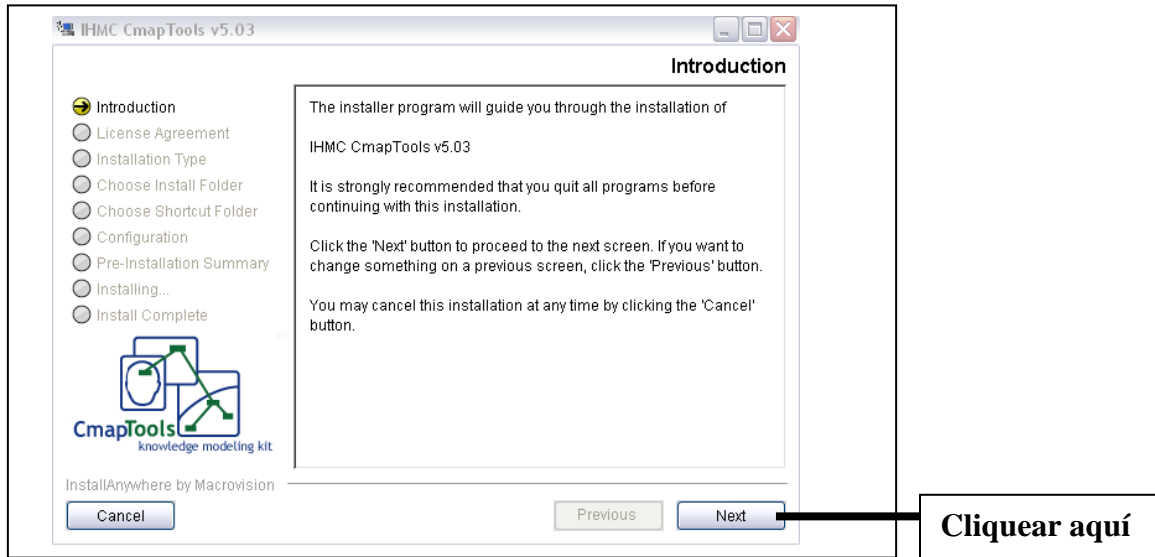 IHMC CmapTools v5.03
Introduction
Introduction
License Agreement
Installation Type
Choose Install Folder
Choose Shortcut Folder
Configuration
Pre-Installation Summary
Installing...
Install Complete
The installer program will guide you through the installation of
IHMC CmapTools v5.03
It is strongly recommended that you quit all programs before
continuing with this installation.
Click the 'Next' button to proceed to the next screen. If you want to
change something on a previous screen, click the 'Previous' button.
You may cancel this installation at any time by clicking the 'Cancel'
button.
CmapTools
knowledge modeling kit
InstallAnywhere by Macrovision
Cancel
Previous
Next
Cliquear aquí